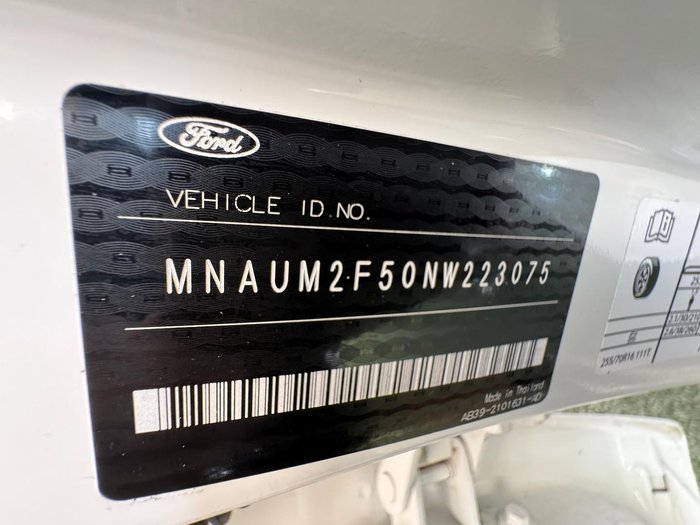 Ford
VEHICLE ID.NO.
MNAUM2F50NW223075
Made in Thailand
AB39-2101631-AD
255/70R16 111T